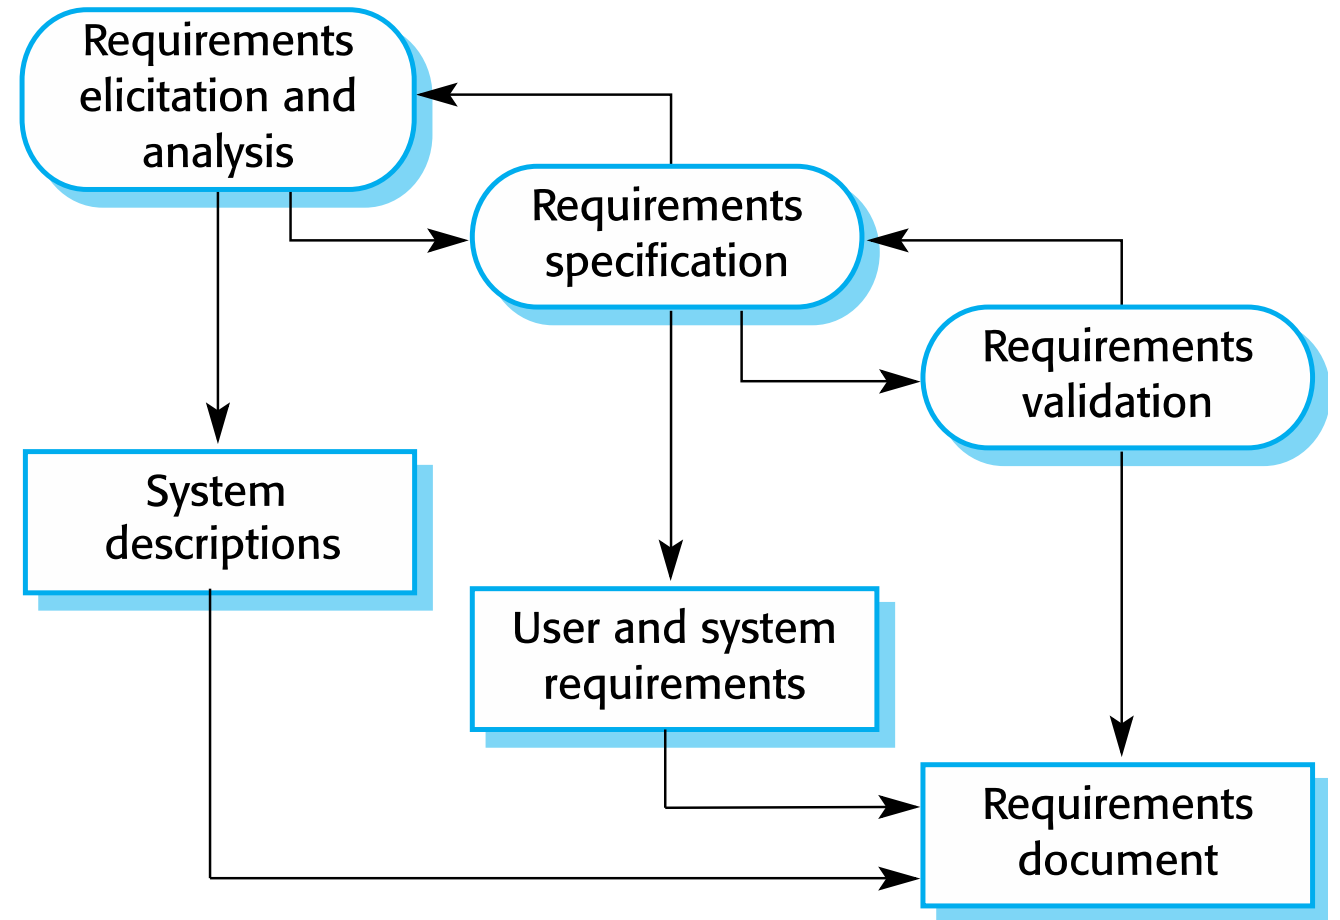 Requirements
elicitation and
analysis
Requirements
specification
Requirements
validation
System
descriptions
User and system
requirements
Requirements
document